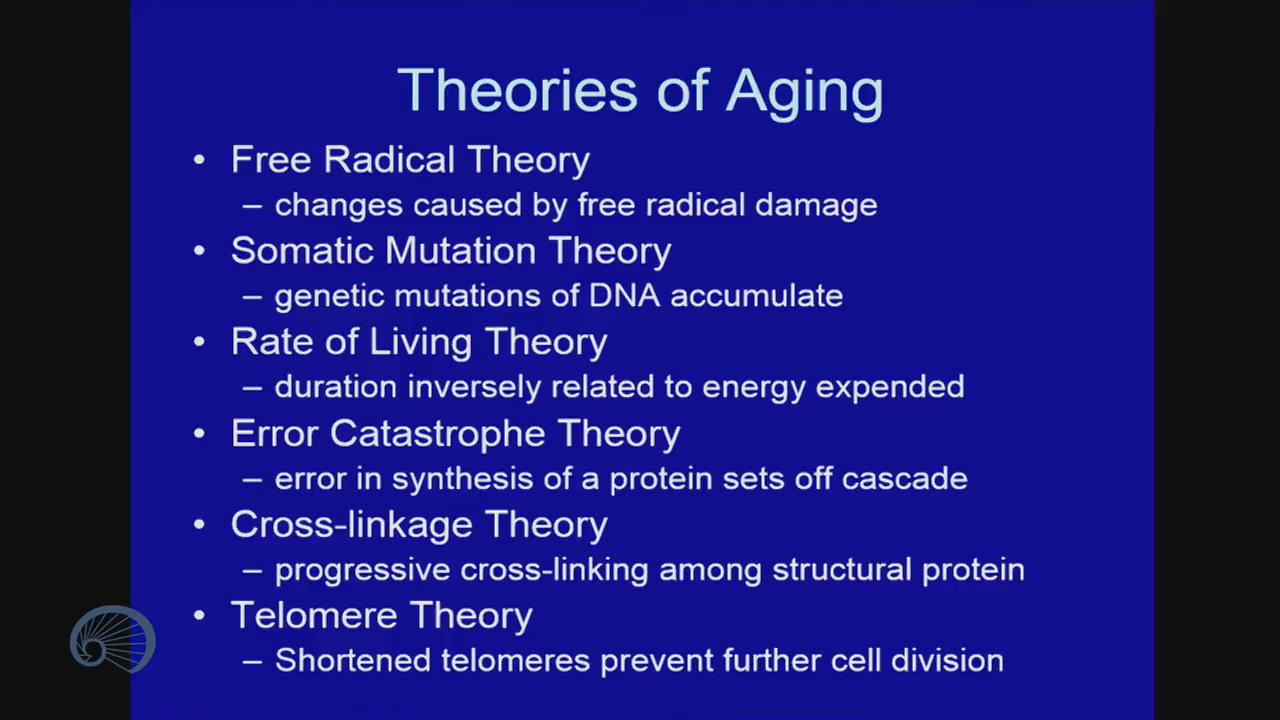 Theories of Aging
• Free Radical Theory
– changes caused by free radical damage
• Somatic Mutation Theory
– genetic mutations of DNA accumulate
• Rate of Living Theory
– duration inversely related to energy expended
• Error Catastrophe Theory
– error in synthesis of a protein sets off cascade
• Cross-linkage Theory
– progressive cross-linking among structural protein
• Telomere Theory
– Shortened telomeres prevent further cell division